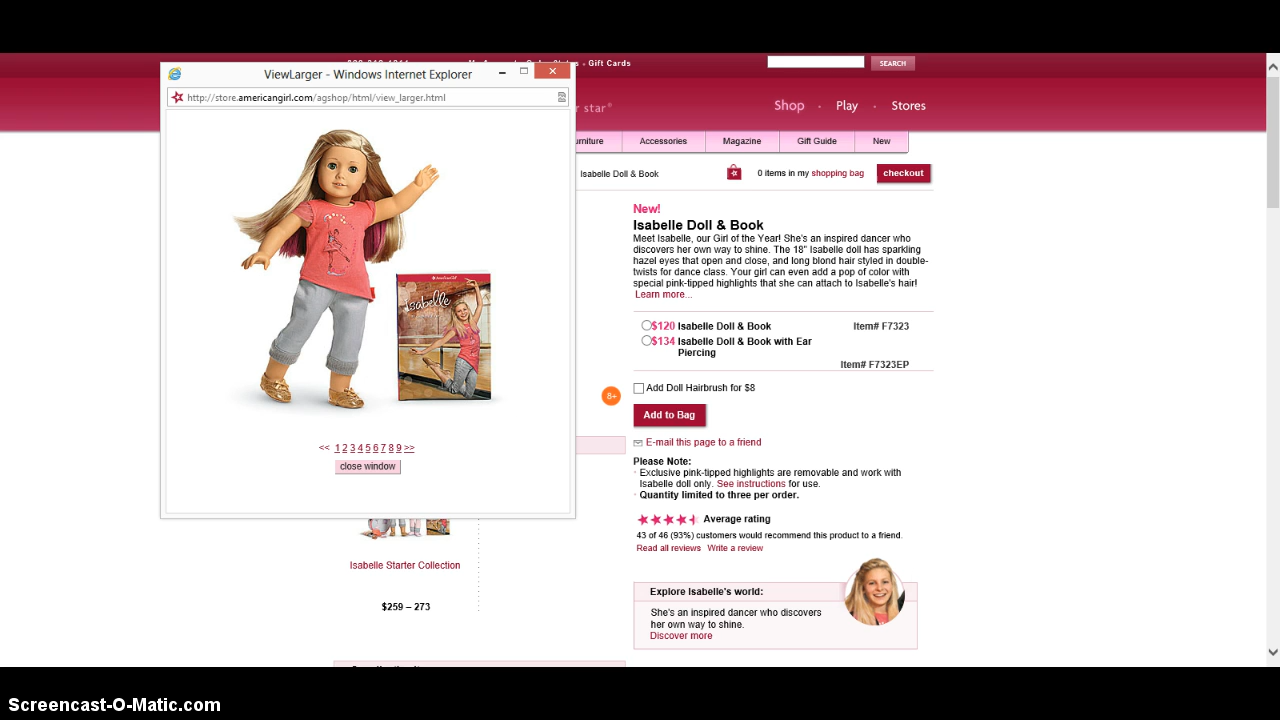 Gift Cards
SEARCH
ViewLarger - Windows Internet Explorer
http://store.americangirl.com/agshop/html/view_larger.html
r star®
Shop · Play · Stores
Accessories Magazine Gift Guide New
Isabelle Doll & Book
0 items in my shopping bag
checkout
New!
Isabelle Doll & Book
Meet Isabelle, our Girl of the Year! She's an inspired dancer who
discovers her own way to shine. The 18" Isabelle doll has sparkling
hazel eyes that open and close, and long blond hair styled in double-
twists for dance class. Your girl can even add a pop of color with
special pink-tipped highlights that she can attach to Isabelle's hair!
Learn more...
Isabelle
$120 Isabelle Doll & Book Item# F7323
$134 Isabelle Doll & Book with Ear
Piercing
Item# F7323EP
8+
Add Doll Hairbrush for $8
Add to Bag
<< 1 2 3 4 5 6 7 8 9 >>
close window
E-mail this page to a friend
Please Note:
· Exclusive pink-tipped highlights are removable and work with
Isabelle doll only. See instructions for use.
· Quantity limited to three per order.
Average rating
43 of 46 (93%) customers would recommend this product to a friend.
Read all reviews Write a review
Isabelle Starter Collection
$259 – 273
Explore Isabelle's world:
She's an inspired dancer who discovers
her own way to shine.
Discover more
Screencast-O-Matic.com